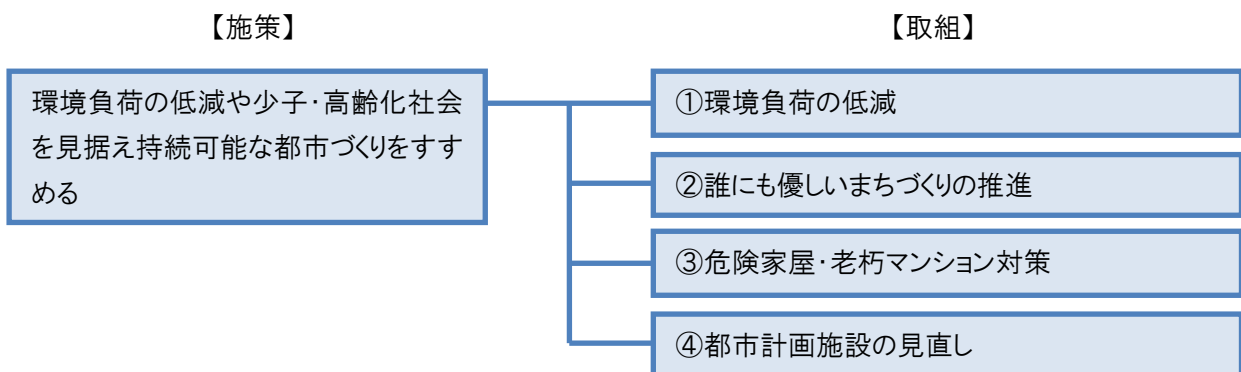 【施策】
【取組】
環境負荷の低減や少子・高齢化社会
を見据え持続可能な都市づくりをすす
める
①環境負荷の低減
②誰にも優しいまちづくりの推進
③危険家屋・老朽マンション対策
④都市計画施設の見直し